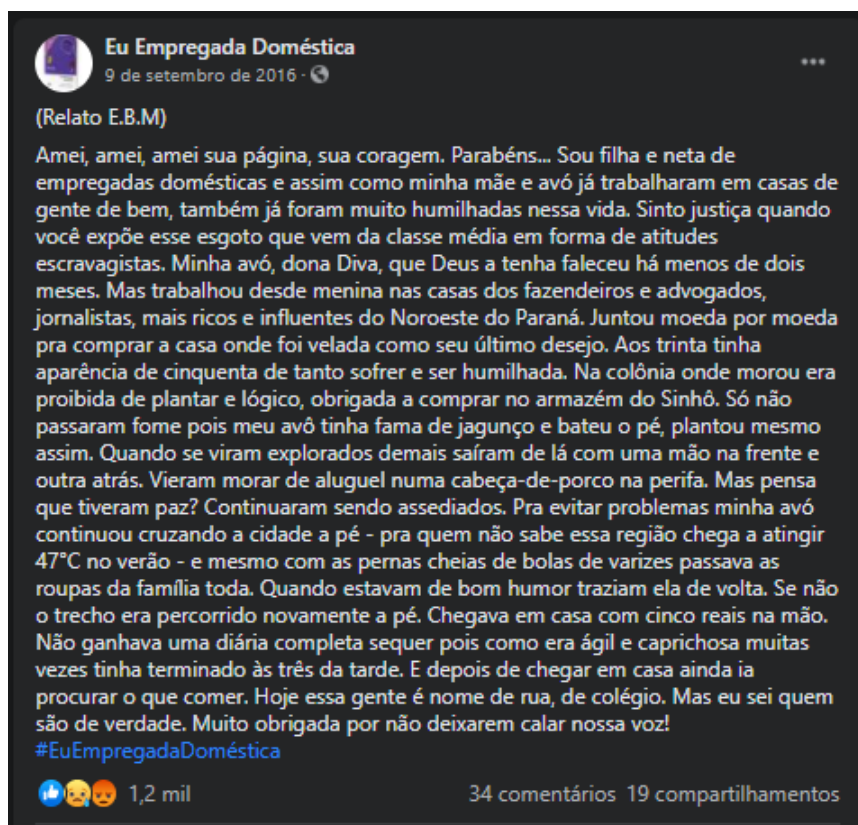 Eu Empregada Doméstica
9 de setembro de 2016 ·
(Relato E.B.M)
Amei, amei, amei sua página, sua coragem. Parabéns... Sou filha e neta de
empregadas domésticas e assim como minha mãe e avó já trabalharam em casas de
gente de bem, também já foram muito humilhadas nessa vida. Sinto justiça quando
você expõe esse esgoto que vem da classe média em forma de atitudes
escravagistas. Minha avó, dona Diva, que Deus a tenha faleceu há menos de dois
meses. Mas trabalhou desde menina nas casas dos fazendeiros e advogados,
jornalistas, mais ricos e influentes do Noroeste do Paraná. Juntou moeda por moeda
pra comprar a casa onde foi velada como seu último desejo. Aos trinta tinha
aparência de cinquenta de tanto sofrer e ser humilhada. Na colônia onde morou era
proibida de plantar e lógico, obrigada a comprar no armazém do Sinhô. Só não
passaram fome pois meu avô tinha fama de jagunço e bateu o pé, plantou mesmo
assim. Quando se viram explorados demais saíram de lá com uma mão na frente e
outra atrás. Vieram morar de aluguel numa cabeça-de-porco na perifa. Mas pensa
que tiveram paz? Continuaram sendo assediados. Pra evitar problemas minha avó
continuou cruzando a cidade a pé - pra quem não sabe essa região chega a atingir
47°C no verão - e mesmo com as pernas cheias de bolas de varizes passava as
roupas da família toda. Quando estavam de bom humor traziam ela de volta. Se não
o trecho era percorrido novamente a pé. Chegava em casa com cinco reais na mão.
Não ganhava uma diária completa sequer pois como era ágil e caprichosa muitas
vezes tinha terminado às três da tarde. E depois de chegar em casa ainda ia
procurar o que comer. Hoje essa gente é nome de rua, de colégio. Mas eu sei quem
são de verdade. Muito obrigada por não deixarem calar nossa voz!
#EuEmpregadaDoméstica
1,2 mil 34 comentários 19 compartilhamentos